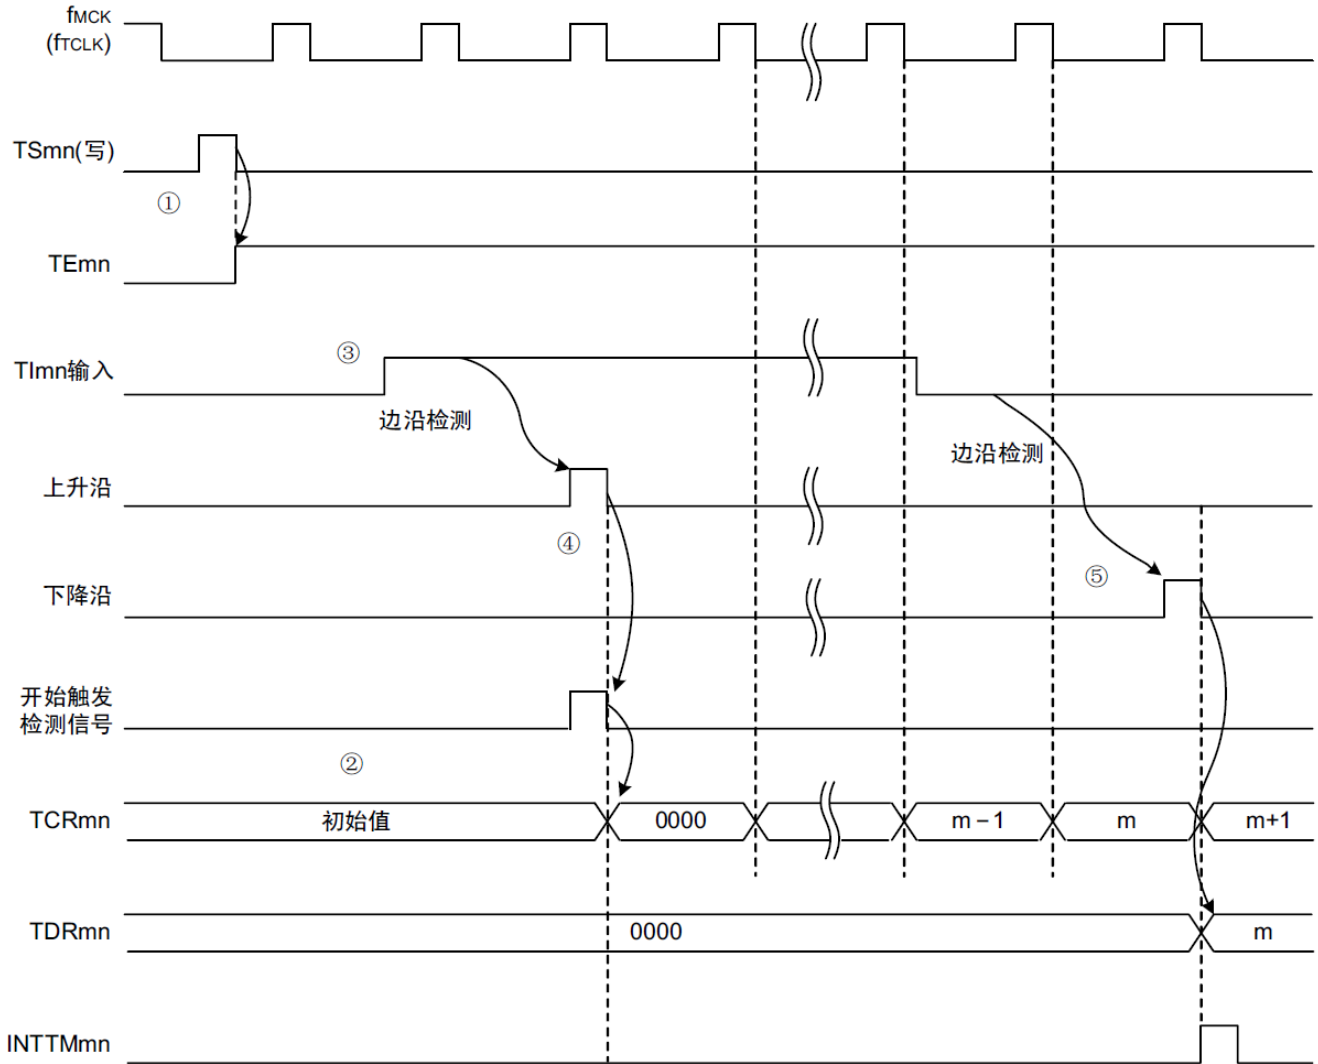 fMCK
(fTCLK)
TSmn(写)
①
TEmn
③
TImn输入
边沿检测
边沿检测
上升沿
④
⑤
下降沿
开始触发
检测信号
②
TCRmn 初始值 0000 m-1 m m+1
TDRmn 0000 m
INTTMmn